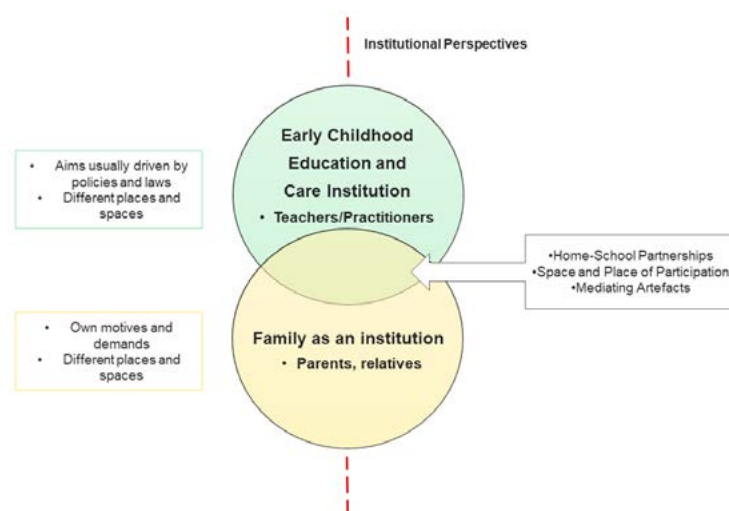 Institutional Perspectives
Early Childhood
Education and
Care Institution
• Teachers/Practitioners
• Aims usually driven by
policies and laws
• Different places and
spaces
•Home-School Partnerships
•Space and Place of Participation
•Mediating Artefacts
• Own motives and
demands
• Different places and
spaces
Family as an institution
• Parents, relatives